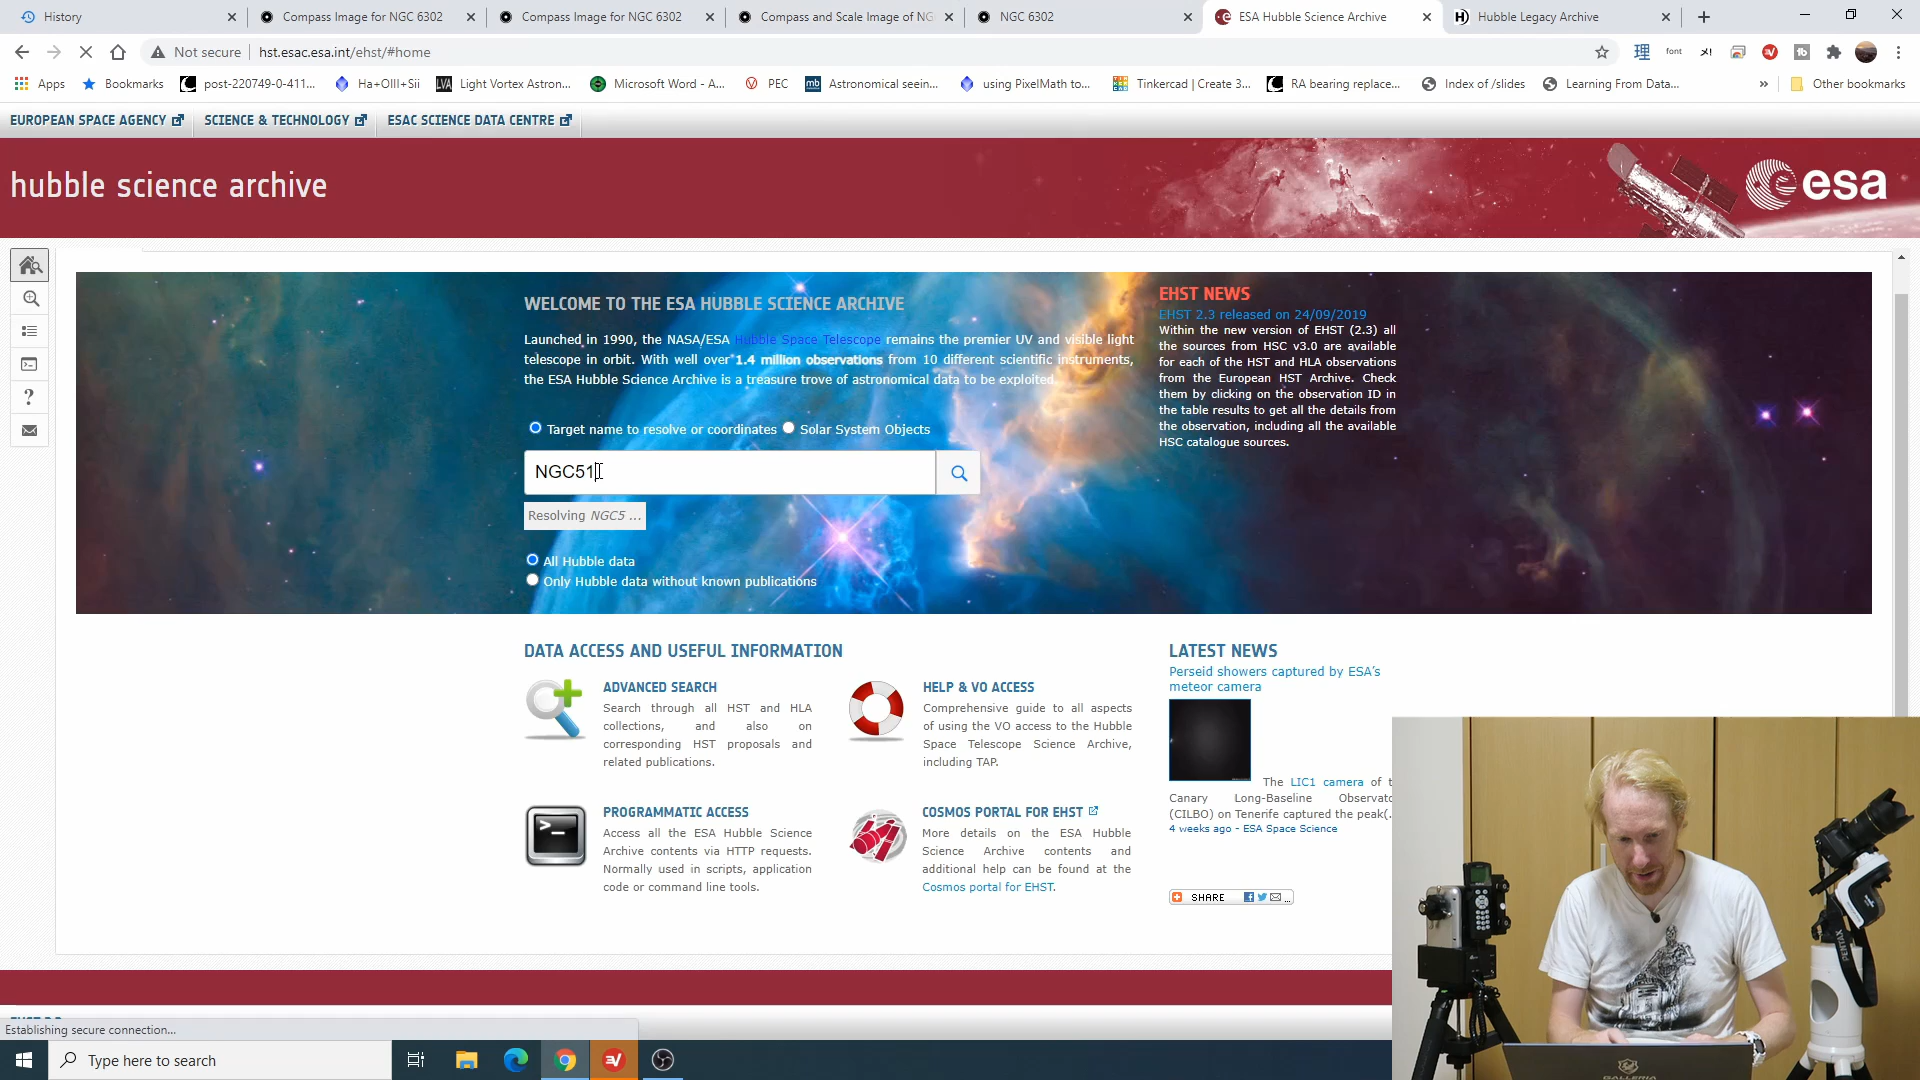 History
Compass Image for NGC 6302
Compass Image for NGC 6302
Compass and Scale Image of NG
NGC 6302
ESA Hubble Science Archive
Hubble Legacy Archive
Not secure
hst.esac.esa.int/ehst/#home
Apps
Bookmarks
post-220749-0-411...
Ha+OIII+Sii
LVA
Light Vortex Astron...
Microsoft Word - A...
PEC
mb
Astronomical seein...
using PixelMath to...
Tinkercad | Create 3...
RA bearing replace...
Index of /slides
Learning From Data...
»
Other bookmarks
EUROPEAN SPACE AGENCY
SCIENCE & TECHNOLOGY
ESAC SCIENCE DATA CENTRE
hubble science archive
esa
WELCOME TO THE ESA HUBBLE SCIENCE ARCHIVE
Launched in 1990, the NASA/ESA Hubble Space Telescope remains the premier UV and visible light
telescope in orbit. With well over 1.4 million observations from 10 different scientific instruments,
the ESA Hubble Science Archive is a treasure trove of astronomical data to be exploited
Target name to resolve or coordinates
Solar System Objects
NGC51
Resolving NGC5 ...
All Hubble data
Only Hubble data without known publications
EHST NEWS
EHST 2.3 released on 24/09/2019
Within the new version of EHST (2.3) all
the sources from HSC v3.0 are available
for each of the HST and HLA observations
from the European HST Archive. Check
them by clicking on the observation ID in
the table results to get all the details from
the observation, including all the available
HSC catalogue sources.
DATA ACCESS AND USEFUL INFORMATION
ADVANCED SEARCH
Search through all HST and HLA
collections, and also on
corresponding HST proposals and
related publications.
HELP & VO ACCESS
Comprehensive guide to all aspects
of using the VO access to the Hubble
Space Telescope Science Archive,
including TAP.
PROGRAMMATIC ACCESS
Access all the ESA Hubble Science
Archive contents via HTTP requests.
Normally used in scripts, application
code or command line tools.
COSMOS PORTAL FOR EHST
More details on the ESA Hubble
Science Archive contents and
additional help can be found at the
Cosmos portal for EHST.
LATEST NEWS
Perseid showers captured by ESA's
meteor camera
The LIC1 camera of t
Canary Long-Baseline Observato
(CILBO) on Tenerife captured the peak(.
4 weeks ago - ESA Space Science
SHARE
Establishing secure connection...
Type here to search
PENTAX
GALLERIA